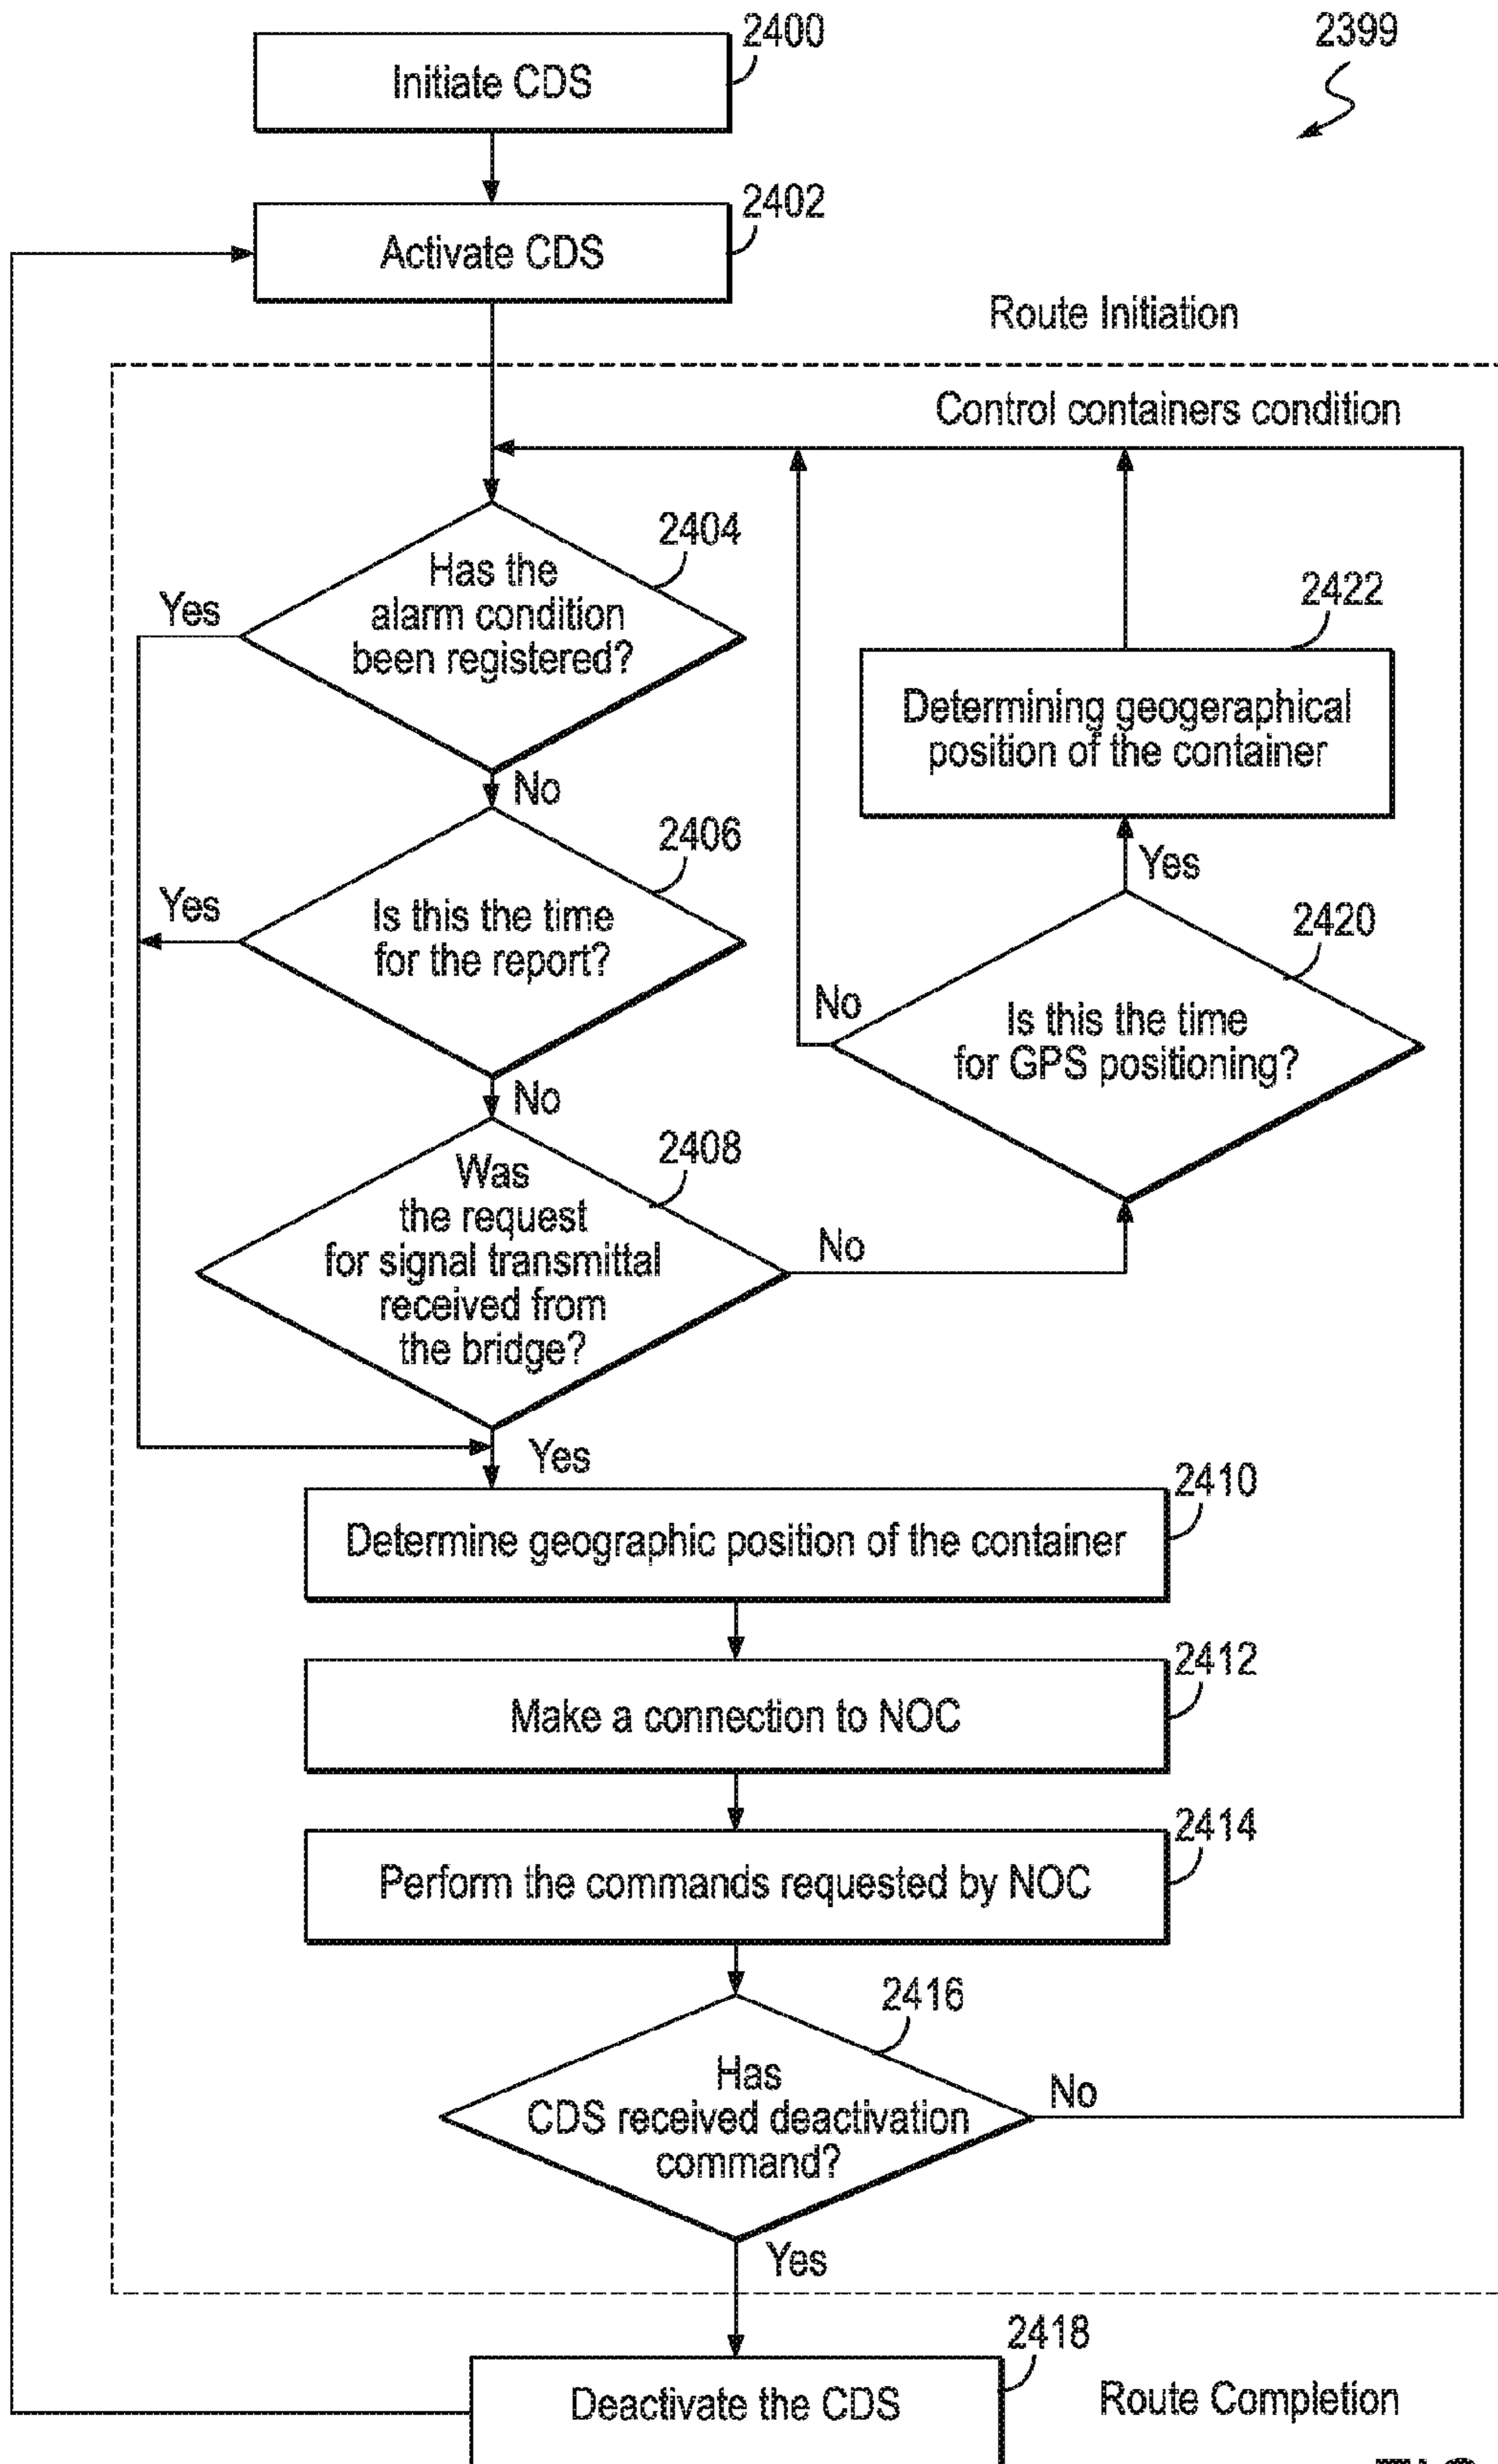 2400
2399
Initiate CDS
2402
Activate CDS
Route Initiation
Control containers condition
2404
Has the
alarm condition
been registered?
Yes
No
2422
Determining geogeraphical
position of the container
Yes
2406
Is this the time
for the report?
Yes
No
2420
Is this the time
for GPS positioning?
No
2408
Was
the request
for signal transmittal
received from
the bridge?
No
Yes
2410
Determine geographic position of the container
2412
Make a connection to NOC
2414
Perform the commands requested by NOC
2416
Has
CDS received deactivation
command?
No
Yes
2418
Deactivate the CDS
Route Completion